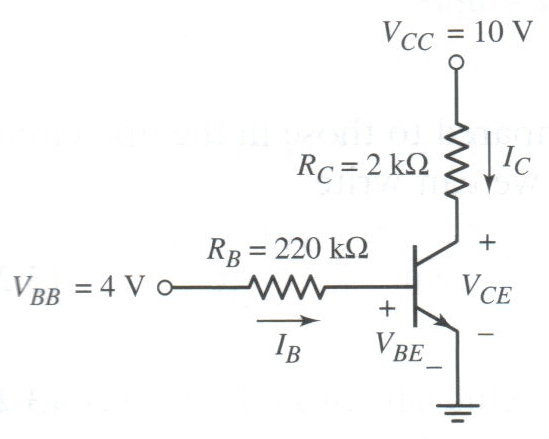 V_CC = 10 V
R_C = 2 kΩ
I_C
R_B = 220 kΩ
V_BB = 4 V
+
V_CE
+
I_B
V_BE
−
−